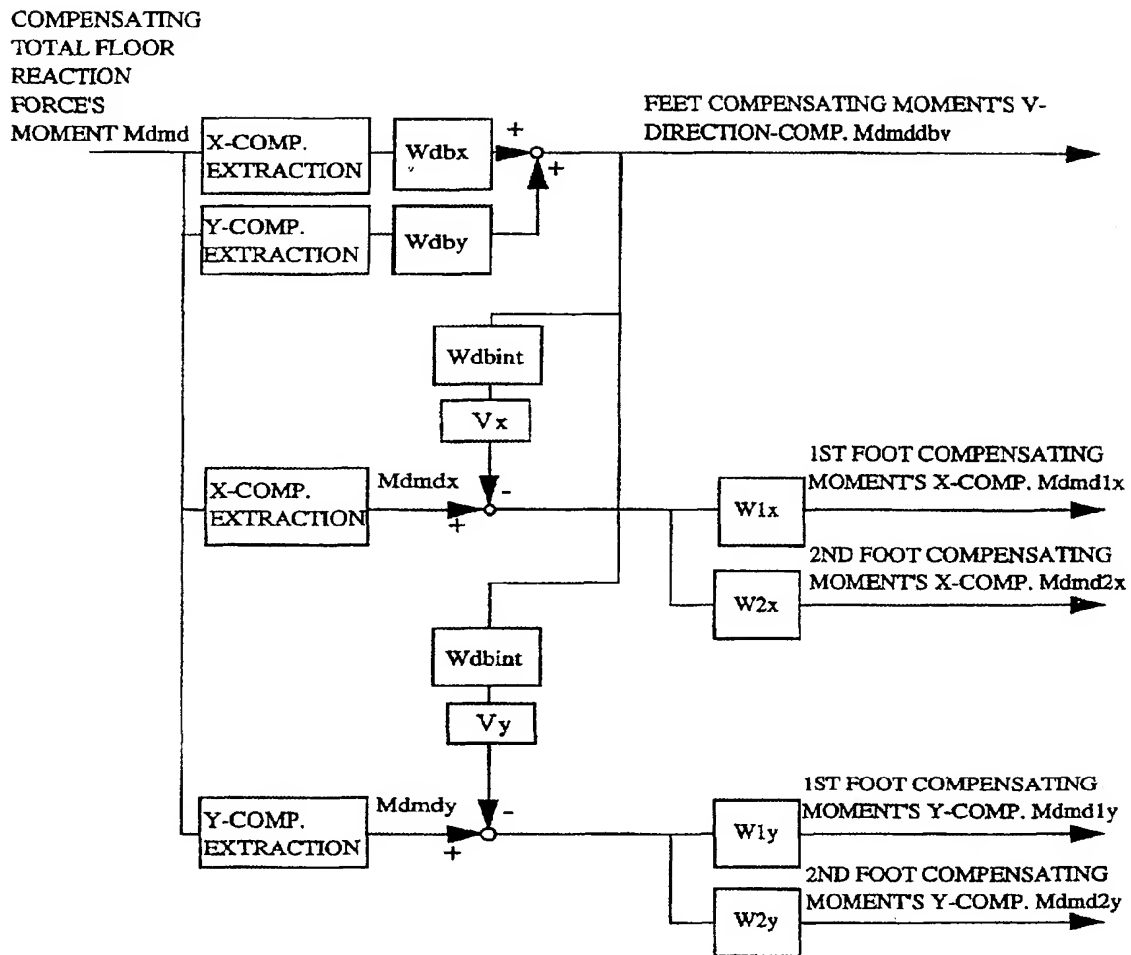 COMPENSATING
TOTAL FLOOR
REACTION
FORCE'S
MOMENT Mdmd
X-COMP.
EXTRACTION
Wdbx
+
+
FEET COMPENSATING MOMENT'S V-
DIRECTION-COMP. Mdmddbv
Y-COMP.
EXTRACTION
Wdby
Wdbint
Vx
X-COMP.
EXTRACTION
Mdmdx
+
-
W1x
1ST FOOT COMPENSATING
MOMENT'S X-COMP. Mdmd1x
W2x
2ND FOOT COMPENSATING
MOMENT'S X-COMP. Mdmd2x
Wdbint
Vy
Y-COMP.
EXTRACTION
Mdmdy
+
-
W1y
1ST FOOT COMPENSATING
MOMENT'S Y-COMP. Mdmd1y
W2y
2ND FOOT COMPENSATING
MOMENT'S Y-COMP. Mdmd2y